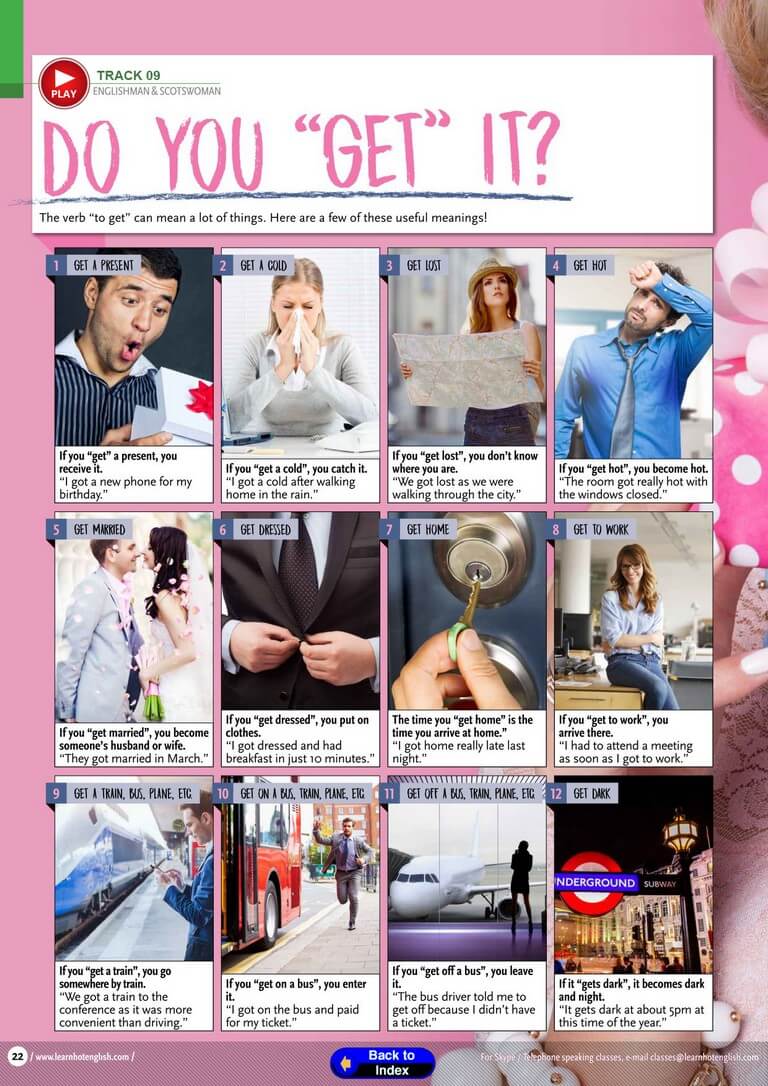 TRACK 09
PLAY
ENGLISHMAN & SCOTSWOMAN
DO YOU “GET” IT?
The verb “to get” can mean a lot of things. Here are a few of these useful meanings!
1 GET A PRESENT
If you “get” a present, you
receive it.
“I got a new phone for my
birthday.”
2 GET A COLD
If you “get a cold”, you catch it.
“I got a cold after walking
home in the rain.”
3 GET LOST
If you “get lost”, you don’t know
where you are.
“We got lost as we were
walking through the city.”
4 GET HOT
If you “get hot”, you become hot.
“The room got really hot with
the windows closed.”
5 GET MARRIED
If you “get married”, you become
someone’s husband or wife.
“They got married in March.”
6 GET DRESSED
If you “get dressed”, you put on
clothes.
“I got dressed and had
breakfast in just 10 minutes.”
7 GET HOME
The time you “get home” is the
time you arrive at home.”
“I got home really late last
night.”
8 GET TO WORK
If you “get to work”, you
arrive there.
“I had to attend a meeting
as soon as I got to work.”
9 GET A TRAIN, BUS, PLANE, ETC.
If you “get a train”, you go
somewhere by train.
“We got a train to the
conference as it was more
convenient than driving.”
10 GET ON A BUS, TRAIN, PLANE, ETC.
If you “get on a bus”, you enter
it.
“I got on the bus and paid
for my ticket.”
11 GET OFF A BUS, TRAIN, PLANE, ETC.
If you “get off a bus”, you leave
it.
“The bus driver told me to
get off because I didn’t have
a ticket.”
12 GET DARK
NDERGROUND SUBWAY
If it “gets dark”, it becomes dark
and night.
“It gets dark at about 5pm at
this time of the year.”
22 / www.learnhotenglish.com /
Back to
Index
For Skype / Telephone speaking classes, e-mail classes@learnhotenglish.com